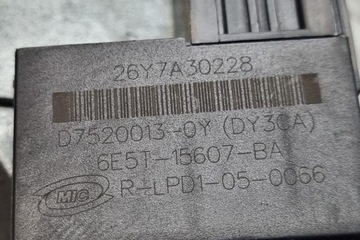 26Y7A30228
D7520013-0Y (DY3CA)
6E5T-15607-BA
MIC R-LPD1-05-0066